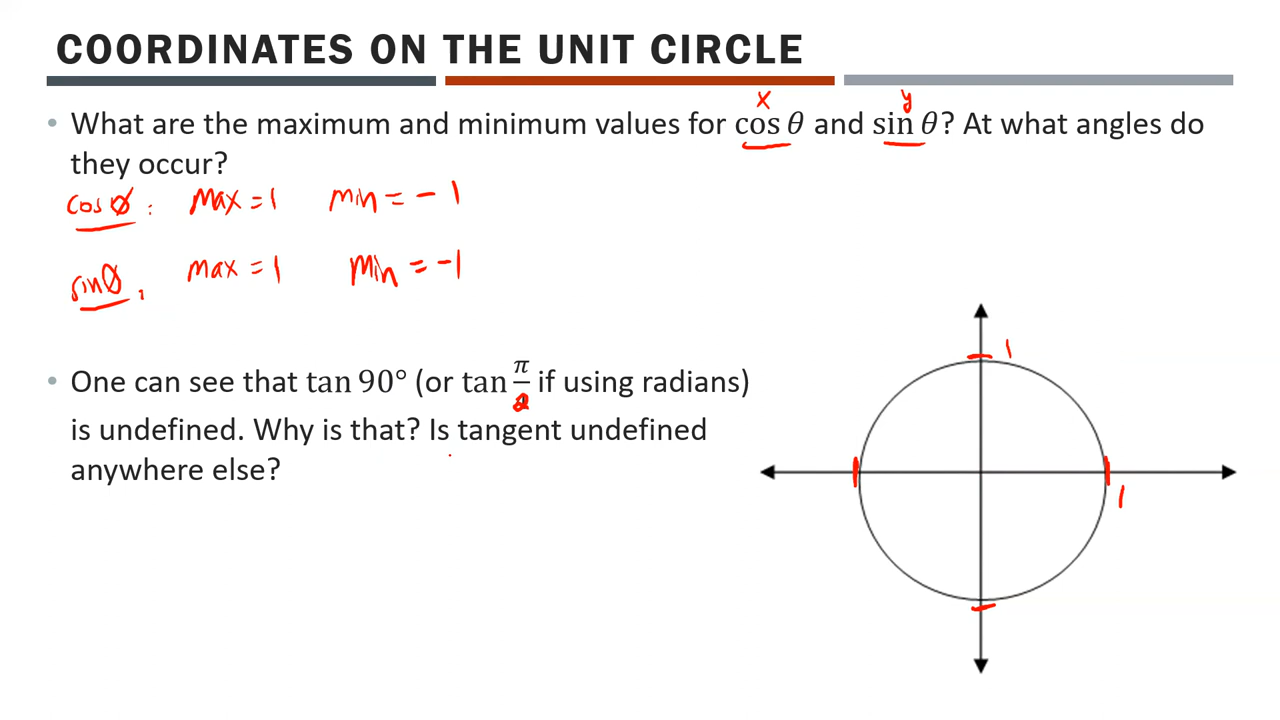 COORDINATES ON THE UNIT CIRCLE
x y
• What are the maximum and minimum values for cos θ and sin θ? At what angles do
they occur?
cos θ : Max = 1 Min = - 1
sin θ , max = 1 Min = -1
• One can see that tan 90° (or tan π/2 if using radians)
is undefined. Why is that? Is tangent undefined
anywhere else?
1
1